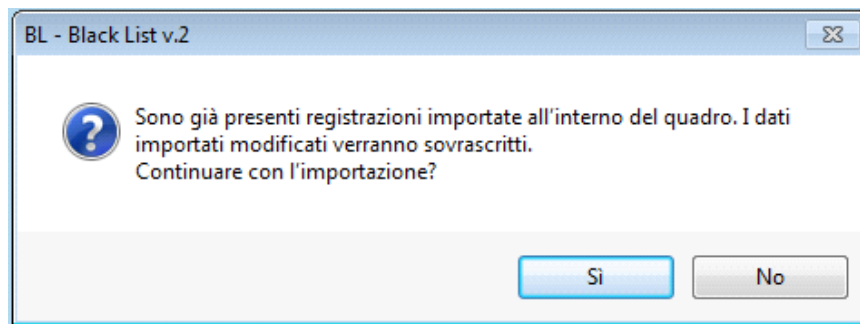 BL - Black List v.2
Sono già presenti registrazioni importate all'interno del quadro. I dati
importati modificati verranno sovrascritti.
Continuare con l'importazione?
Sì
No